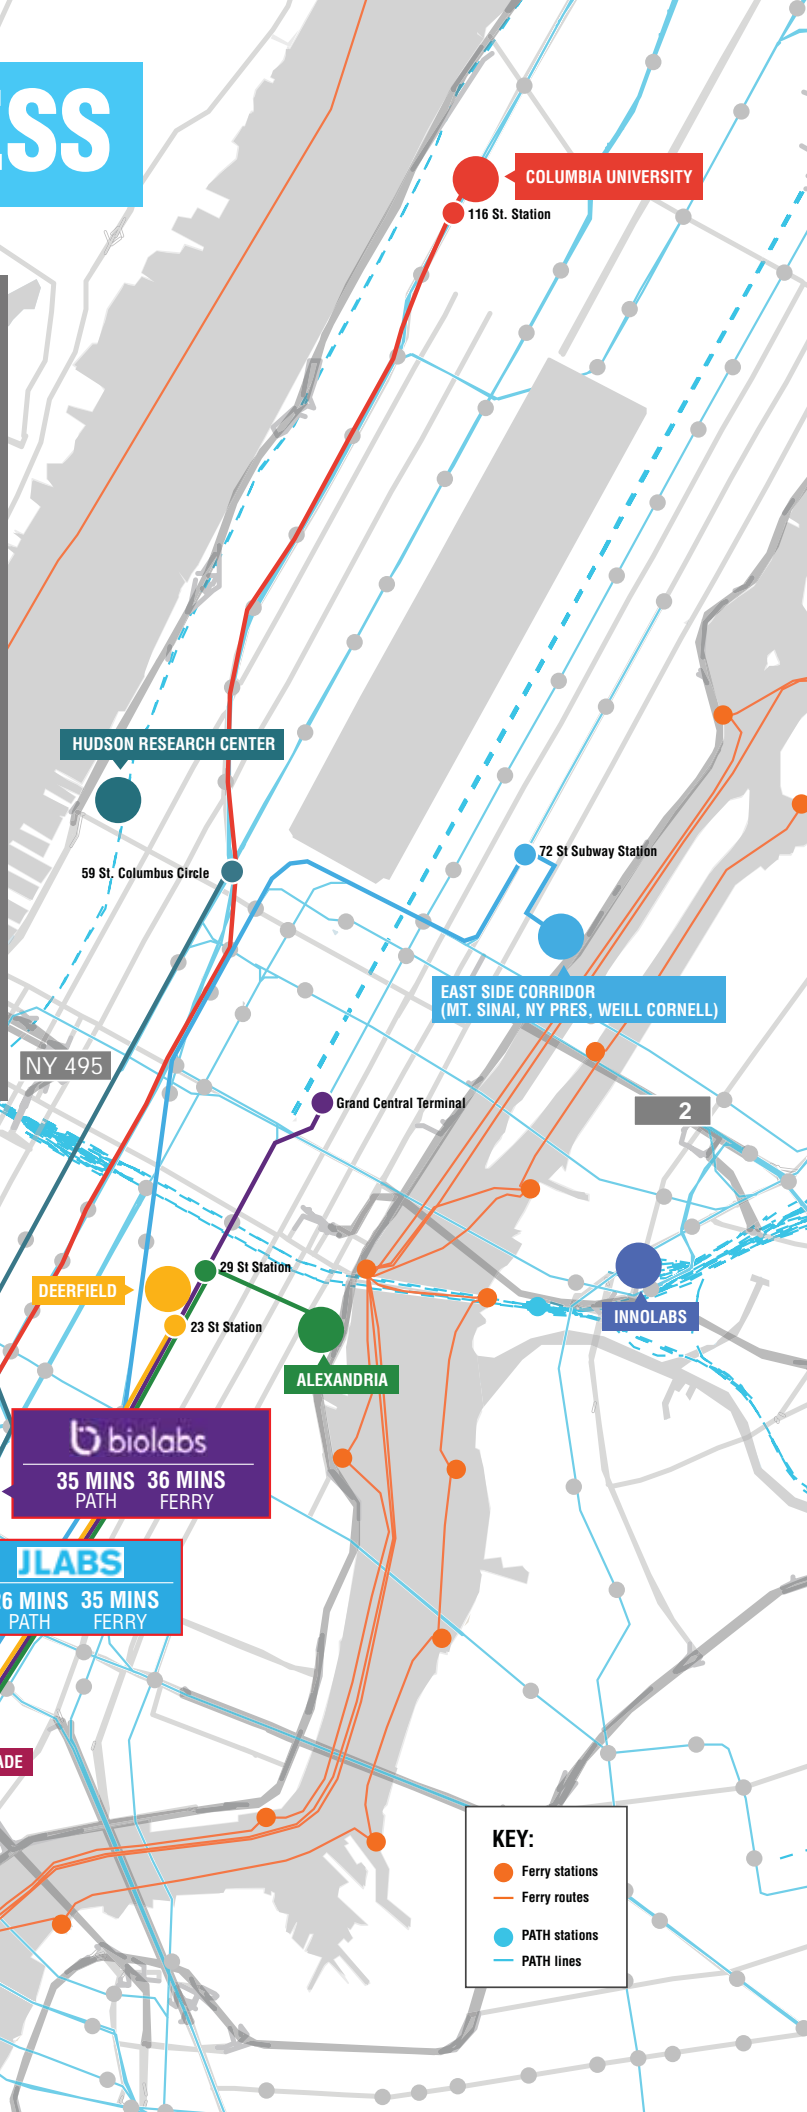 ESS
COLUMBIA UNIVERSITY
116 St. Station
HUDSON RESEARCH CENTER
59 St. Columbus Circle
72 St Subway Station
EAST SIDE CORRIDOR
(MT. SINAI, NY PRES, WEILL CORNELL)
NY 495
Grand Central Terminal
2
29 St Station
DEERFIELD
23 St Station
INNOLABS
ALEXANDRIA
biolabs
35 MINS 36 MINS
PATH FERRY
JLABS
26 MINS 35 MINS
PATH FERRY
ADE
KEY:
Ferry stations
Ferry routes
PATH stations
PATH lines